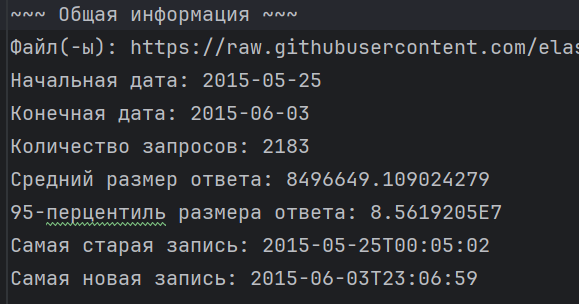 ~~~ Общая информация ~~~
Файл(-ы): https://raw.githubusercontent.com/elas
Начальная дата: 2015-05-25
Конечная дата: 2015-06-03
Количество запросов: 2183
Средний размер ответа: 8496649.109024279
95-перцентиль размера ответа: 8.5619205E7
Самая старая запись: 2015-05-25T00:05:02
Самая новая запись: 2015-06-03T23:06:59